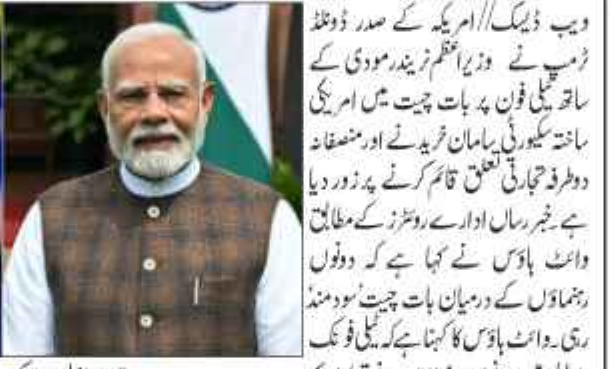 ویب ڈیسک//امریکہ کے صدر ڈونلڈ
ٹرمپ نے وزیراعظم نریندر مودی کے
ساتھ ٹیلی فون پر بات چیت میں امریکی
ساختہ سکیورٹی سامان خریدنے اور منصفانہ
دوطرفہ تجارتی تعلق قائم کرنے پر زور دیا
ہے۔ خبر رساں ادارے روئٹرز کے مطابق
وائٹ ہاؤس نے کہا ہے کہ دونوں
رہنماؤں کے درمیان بات چیت 'سودمند'
رہی۔ وائٹ ہاؤس کا کہنا ہے کہ ٹیلی فونک